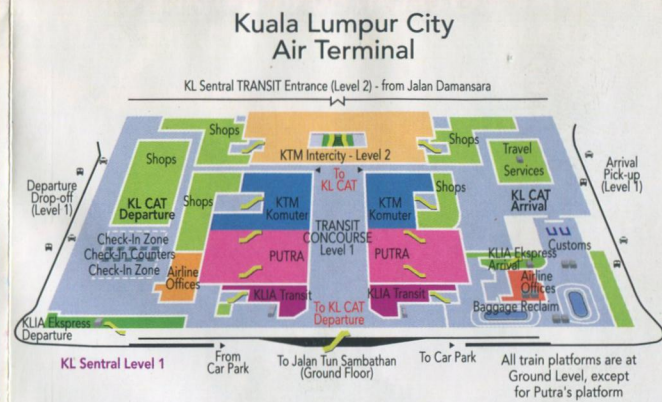 Kuala Lumpur City
Air Terminal
KL Sentral TRANSIT Entrance (Level 2) - from Jalan Damansara
Shops
Shops
KTM Intercity - Level 2
Shops
Travel
Services
To
KL CAT
Departure
Drop-off
(Level 1)
Arrival
Pick-up
(Level 1)
KL CAT
Departure
Shops
KTM
Komuter
KTM
Komuter
Shops
KL CAT
Arrival
TRANSIT
CONCOURSE
Level 1
Check-In Zone
Check-In Counters
Check-In Zone
Airline
Offices
PUTRA
PUTRA
Customs
KLIA Ekspress
Arrival
Airline
Offices
Baggage Reclaim
KLIA Transit
KLIA Transit
To KL CAT
Departure
KLIA Ekspress
Departure
KL Sentral Level 1
From
Car Park
To Jalan Tun Sambathan
(Ground Floor)
To Car Park
All train platforms are at
Ground Level, except
for Putra's platform